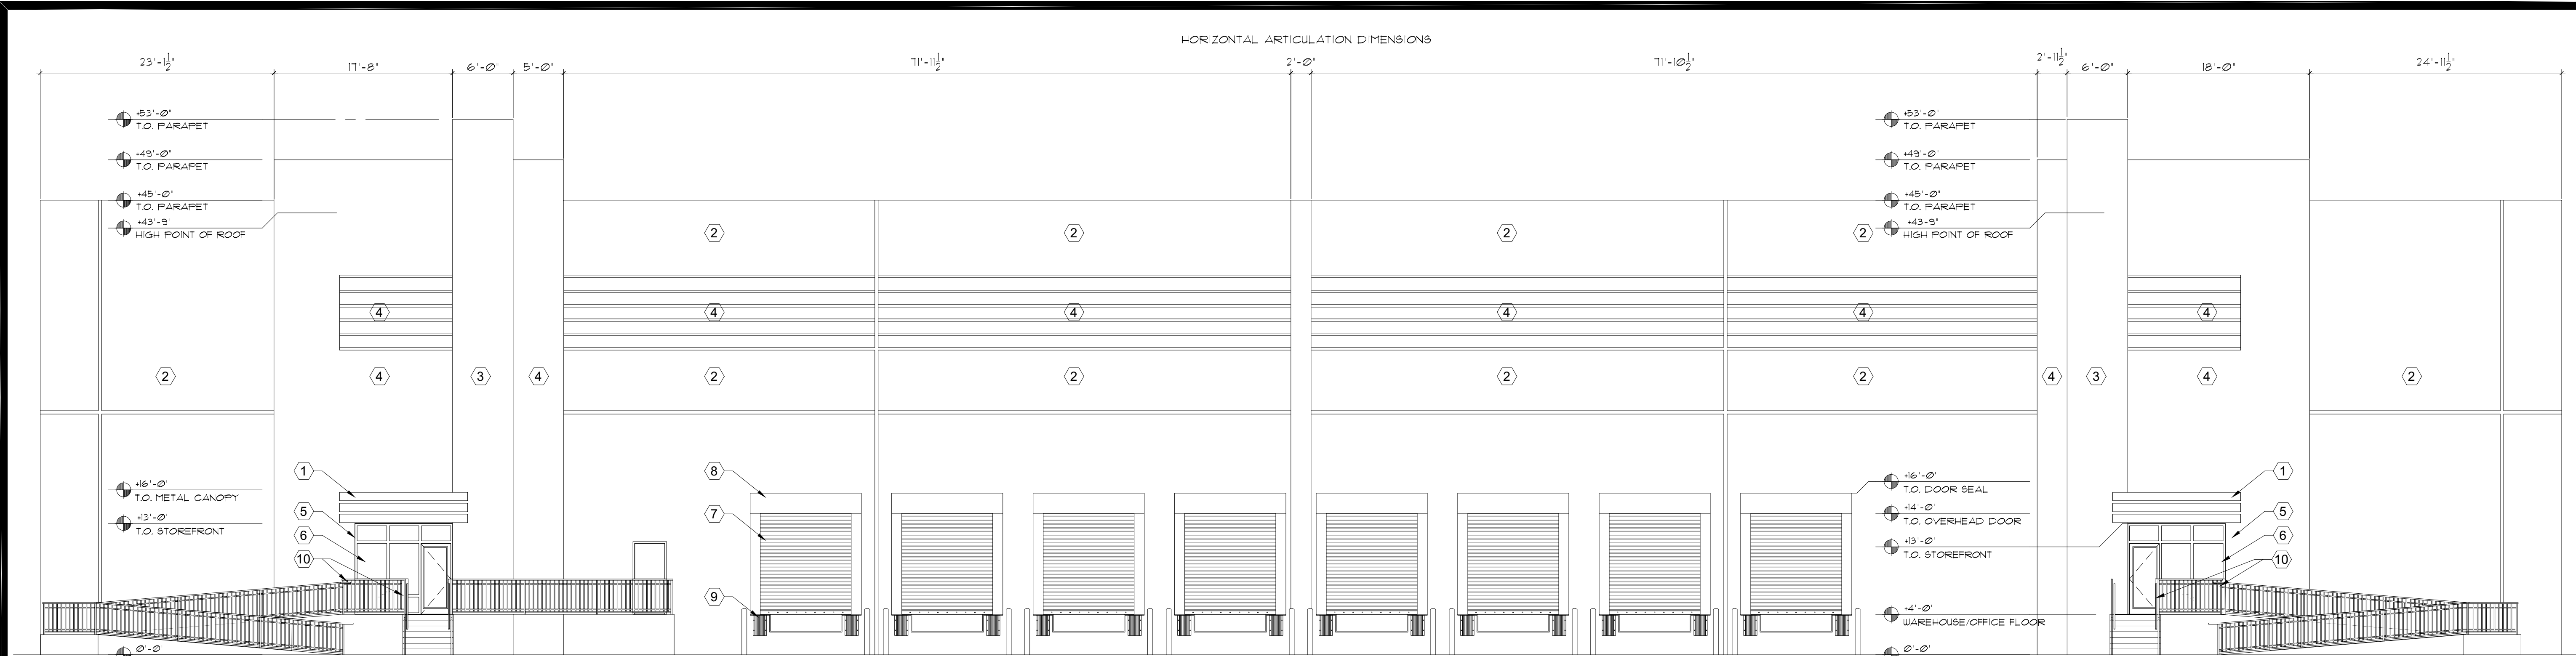 HORIZONTAL ARTICULATION DIMENSIONS
23'-1½" 17'-8" 6'-0" 5'-0" 71'-11½" 2'-0" 71'-10½" 2'-11½" 6'-0" 18'-0" 24'-11½"
+53'-0"
T.O. PARAPET
+49'-0"
T.O. PARAPET
+45'-0"
T.O. PARAPET
+43'-9"
HIGH POINT OF ROOF
+53'-0"
T.O. PARAPET
+49'-0"
T.O. PARAPET
+45'-0"
T.O. PARAPET
+43-9"
HIGH POINT OF ROOF
2 2 2 2
4 4 4 4 4 4
2 4 3 4 2 2 2 2 4 3 4 2
+16'-0"
T.O. METAL CANOPY
+13'-0"
T.O. STOREFRONT
0'-0"
1
5
6
10
8
7
9
+16'-0"
T.O. DOOR SEAL
+14'-0"
T.O. OVERHEAD DOOR
+13'-0"
T.O. STOREFRONT
+4'-0"
WAREHOUSE/OFFICE FLOOR
0'-0"
1
5
6
10